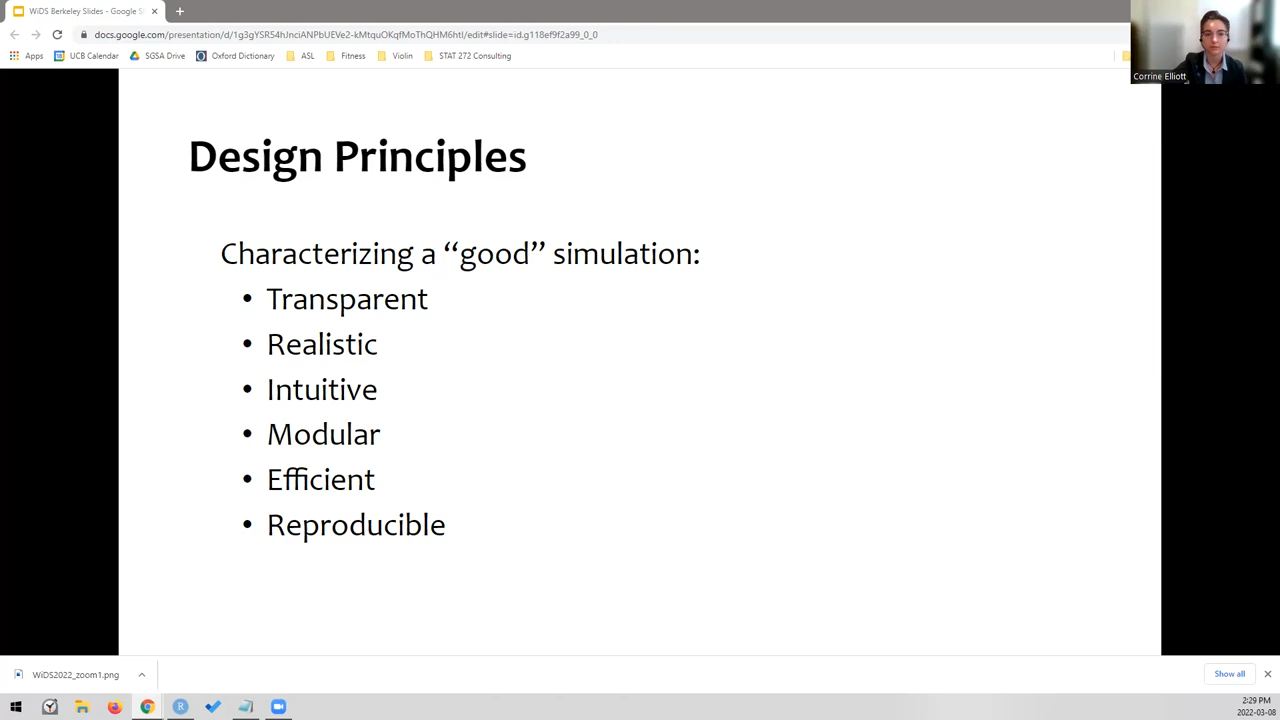 WiDS Berkeley Slides - Google Sl
docs.google.com/presentation/d/1g3gYSR54hJnciANPbUEVe2-kMtquOKqfMoThQHM6htI/edit#slide=id.g118ef9f2a99_0_0
Apps UCB Calendar SGSA Drive Oxford Dictionary ASL Fitness Violin STAT 272 Consulting
Corrine Elliott
Design Principles
Characterizing a “good” simulation:
• Transparent
• Realistic
• Intuitive
• Modular
• Efficient
• Reproducible
WiDS2022_zoom1.png
Show all
2:29 PM
2022-03-08